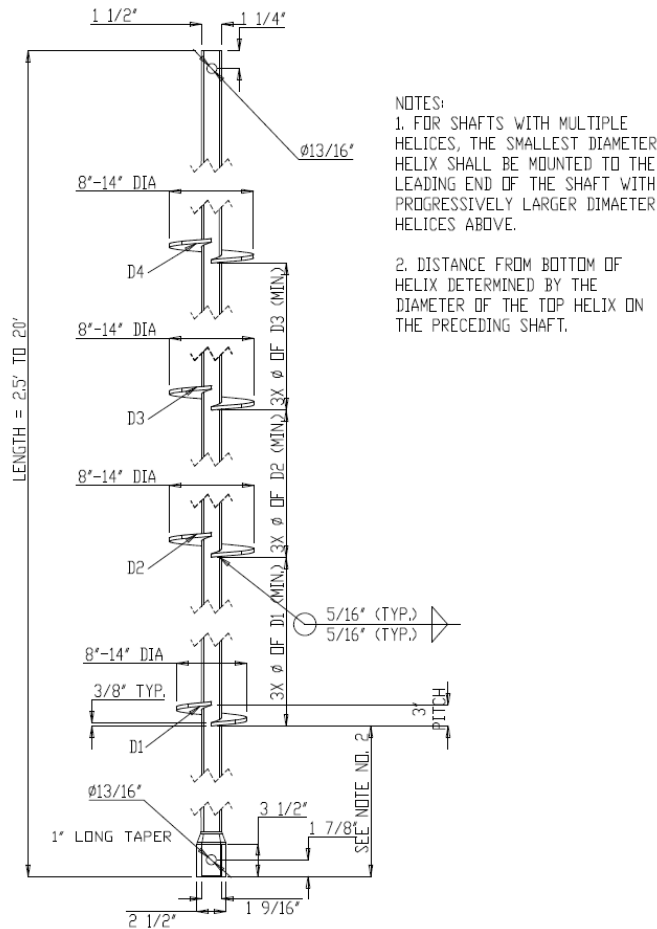 1 1/2"
1 1/4"
Ø13/16"
NOTES:
1. FOR SHAFTS WITH MULTIPLE
HELICES, THE SMALLEST DIAMETER
HELIX SHALL BE MOUNTED TO THE
LEADING END OF THE SHAFT WITH
PROGRESSIVELY LARGER DIMAETER
HELICES ABOVE.
2. DISTANCE FROM BOTTOM OF
HELIX DETERMINED BY THE
DIAMETER OF THE TOP HELIX ON
THE PRECEDING SHAFT.
8"-14" DIA
D4
3X Ø OF D3 (MIN.)
8"-14" DIA
D3
LENGTH = 2.5' TO 20'
3X Ø OF D2 (MIN.)
8"-14" DIA
D2
3X Ø OF D1 (MIN.)
5/16" (TYP.)
5/16" (TYP.)
8"-14" DIA
3/8" TYP.
D1
3"
PITCH
SEE NOTE NO. 2
Ø13/16"
3 1/2"
1 7/8"
1" LONG TAPER
1 9/16"
2 1/2"